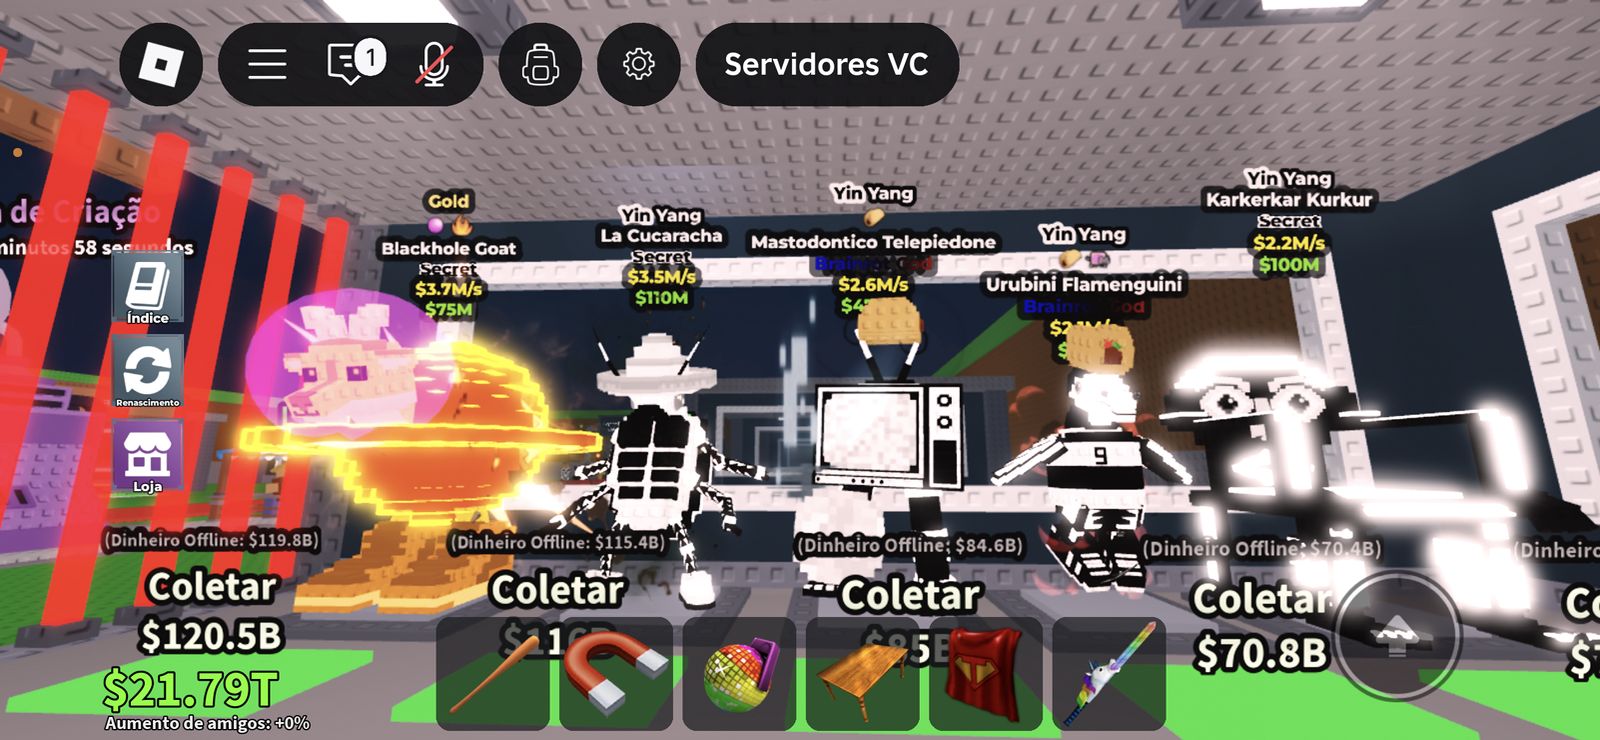 1
Servidores VC
de Criação
minutos 58 segundos
Índice
Renascimento
Loja
Gold
Blackhole Goat
Secret
$3.7M/s
$75M
Yin Yang
La Cucaracha
Secret
$3.5M/s
$110M
Yin Yang
Mastodontico Telepiedone
$2.6M/s
Yin Yang
Urubini Flamenguini
Yin Yang
Karkerkar Kurkur
Secret
$2.2M/s
$100M
9
(Dinheiro Offline: $119.8B)
(Dinheiro Offline: $115.4B)
(Dinheiro Offline: $84.6B)
(Dinheiro Offline: $70.4B)
Coletar
$120.5B
Coletar
Coletar
Coletar
$70.8B
$21.79T
Aumento de amigos: +0%